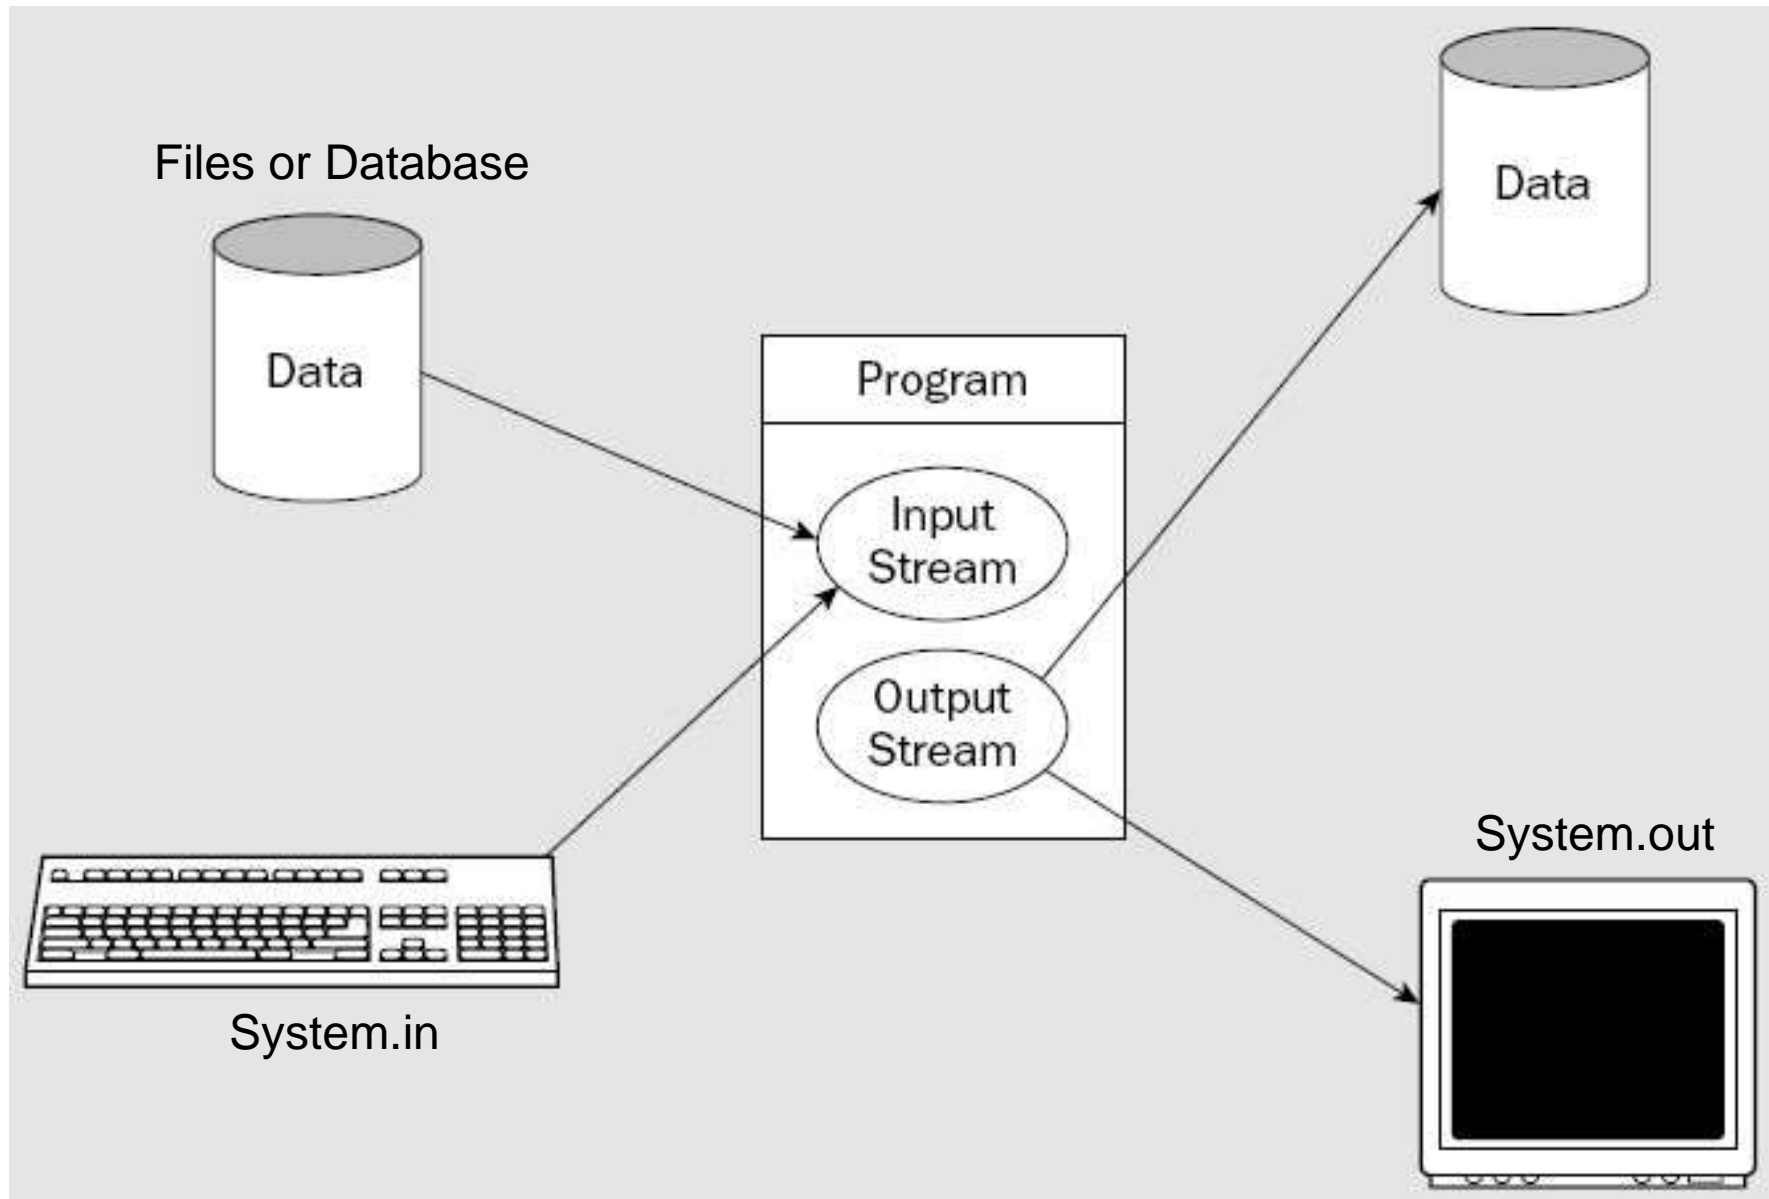 Files or Database
Data
Data
Program
Input
Stream
Output
Stream
System.out
System.in